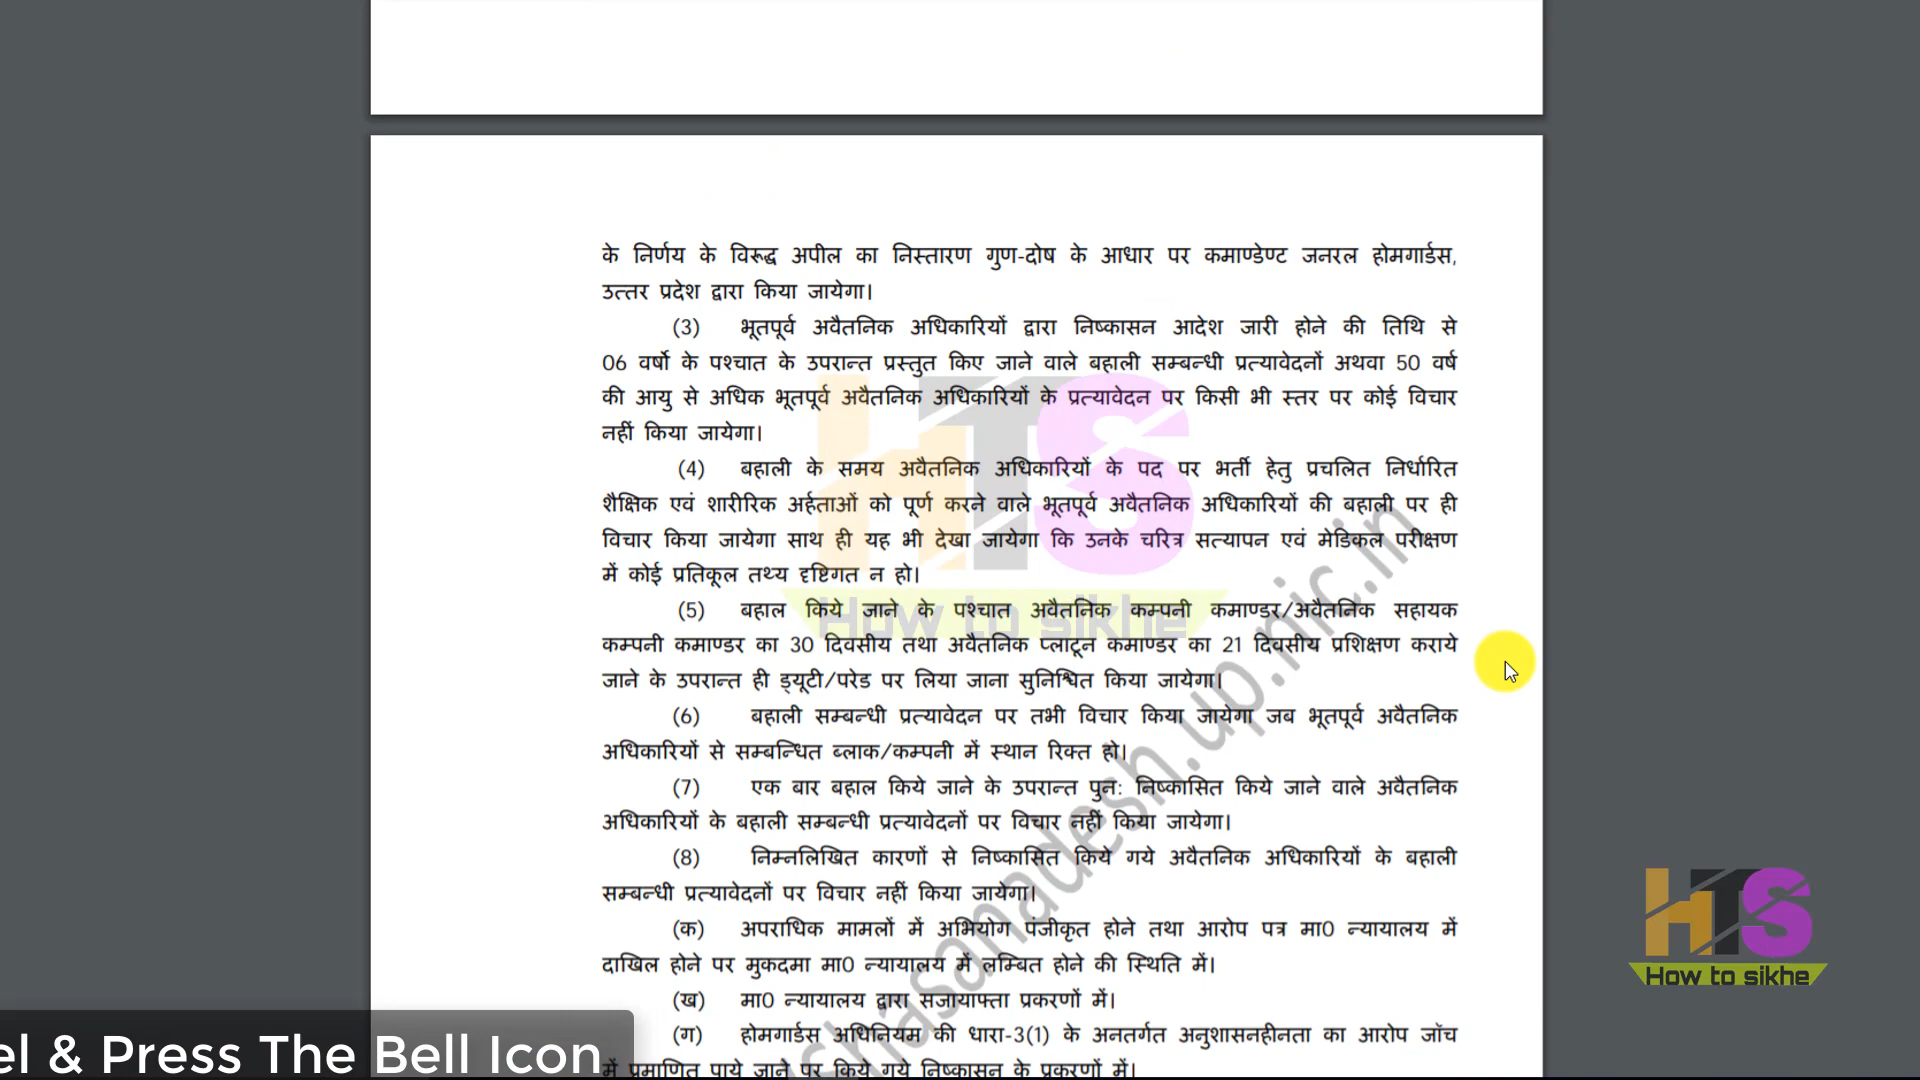 के निर्णय के विरूद्ध अपील का निस्तारण गुण-दोष के आधार पर कमाण्डेण्ट जनरल होमगार्डस,
उत्तर प्रदेश द्वारा किया जायेगा।
(3) भूतपूर्व अवैतनिक अधिकारियों द्वारा निष्कासन आदेश जारी होने की तिथि से
06 वर्षो के पश्चात के उपरान्त प्रस्तुत किए जाने वाले बहाली सम्बन्धी प्रत्यावेदनों अथवा 50 वर्ष
की आयु से अधिक भूतपूर्व अवैतनिक अधिकारियों के प्रत्यावेदन पर किसी भी स्तर पर कोई विचार
नहीं किया जायेगा।
(4) बहाली के समय अवैतनिक अधिकारियों के पद पर भर्ती हेतु प्रचलित निर्धारित
शैक्षिक एवं शारीरिक अर्हताओं को पूर्ण करने वाले भूतपूर्व अवैतनिक अधिकारियों की बहाली पर ही
विचार किया जायेगा साथ ही यह भी देखा जायेगा कि उनके चरित्र सत्यापन एवं मेडिकल परीक्षण
में कोई प्रतिकूल तथ्य दृष्टिगत न हो।
(5) बहाल किये जाने के पश्चात अवैतनिक कम्पनी कमाण्डर/अवैतनिक सहायक
कम्पनी कमाण्डर का 30 दिवसीय तथा अवैतनिक प्लाटून कमाण्डर का 21 दिवसीय प्रशिक्षण कराये
जाने के उपरान्त ही ड्यूटी/परेड पर लिया जाना सुनिश्चित किया जायेगा।
(6) बहाली सम्बन्धी प्रत्यावेदन पर तभी विचार किया जायेगा जब भूतपूर्व अवैतनिक
अधिकारियों से सम्बन्धित ब्लाक/कम्पनी में स्थान रिक्त हो।
(7) एक बार बहाल किये जाने के उपरान्त पुन: निष्कासित किये जाने वाले अवैतनिक
अधिकारियों के बहाली सम्बन्धी प्रत्यावेदनों पर विचार नहीं किया जायेगा।
(8) निम्नलिखित कारणों से निष्कासित किये गये अवैतनिक अधिकारियों के बहाली
सम्बन्धी प्रत्यावेदनों पर विचार नहीं किया जायेगा।
(क) अपराधिक मामलों में अभियोग पंजीकृत होने तथा आरोप पत्र मा0 न्यायालय में
दाखिल होने पर मुकदमा मा0 न्यायालय में लम्बित होने की स्थिति में।
(ख) मा0 न्यायालय द्वारा सजायाफ्ता प्रकरणों में।
(ग) होमगार्डस अधिनियम की धारा-3(1) के अनतर्गत अनुशासनहीनता का आरोप जॉच
में प्रमाणित पाये जाने पर किये गये निष्कासन के प्रकरणों में।
HTS
How to sikhe
shasanadesh.up.nic.in
HTS
How to sikhe
el & Press The Bell Icon